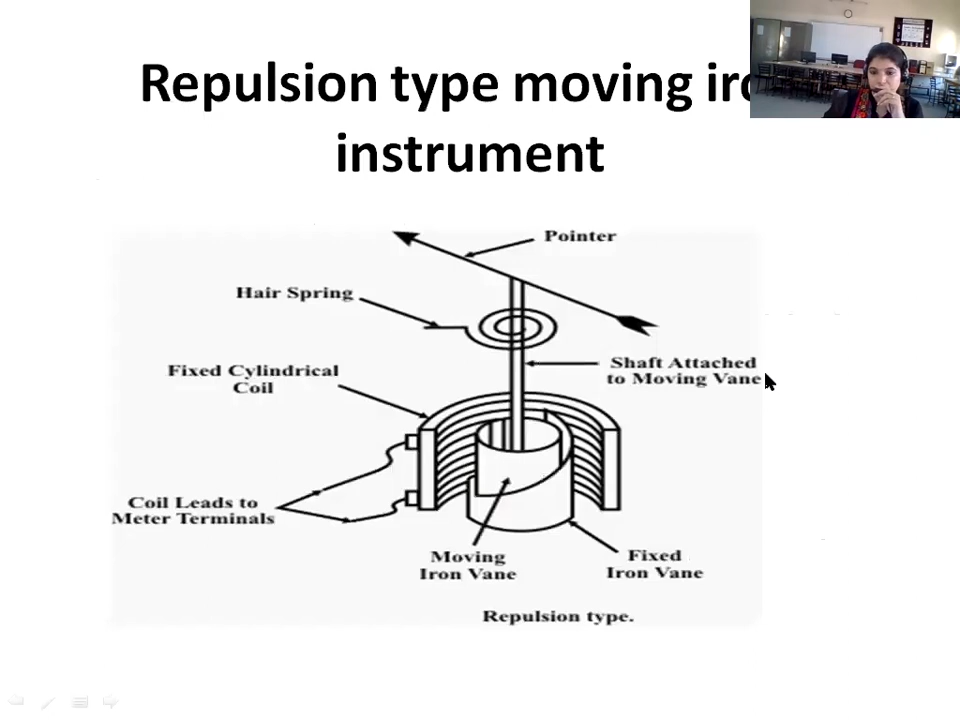 Repulsion type moving iro
instrument
Pointer
Hair Spring
Shaft Attached
to Moving Vane
Fixed Cylindrical
Coil
Coil Leads to
Meter Terminals
Moving
Iron Vane
Fixed
Iron Vane
Repulsion type.